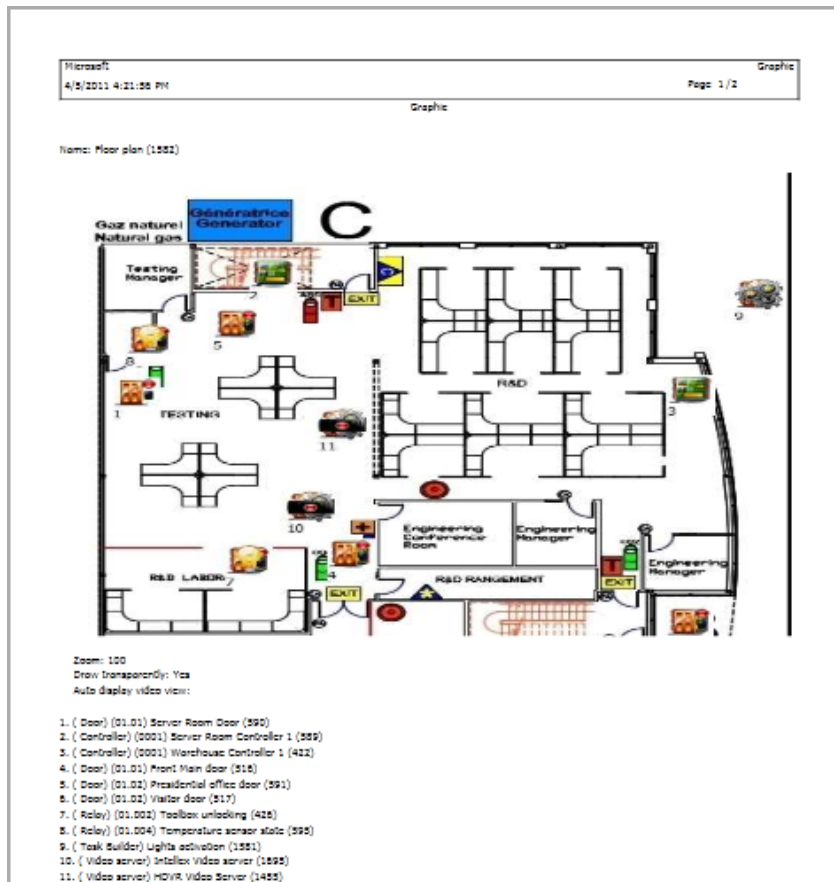 Microsoft Graphic
4/5/2011 4:21:56 PM Page 1/2
Graphic
Name: Floor plan (1582)
Génératrice
Generator
C
Gaz naturel
Natural gas
Testing
Manager
2
EXIT
9
5
8
R&D
3
1
TESTING
11
10
Engineering
Conference
Room
Engineering
Manager
T
T
Engineering
Manager
4
R&D LABOR
7
R&D RANGEMENT
EXIT
EXIT
Zoom: 100
Draw transparently: Yes
Auto display video view:
1. ( Door) (01.01) Server Room Door (590)
2. ( Controller) (0001) Server Room Controller 1 (589)
3. ( Controller) (0001) Warehouse Controller 1 (422)
4. ( Door) (01.01) Front Main door (516)
5. ( Door) (01.02) Presidential office door (591)
6. ( Door) (01.02) Visitor door (517)
7. ( Relay) (01.002) Toolbox unlocking (426)
8. ( Relay) (01.004) Temperature sensor state (595)
9. ( Task Builder) Lights activation (1581)
10. ( Video server) Intellex Video server (1695)
11. ( Video server) HDVR Video Server (1455)